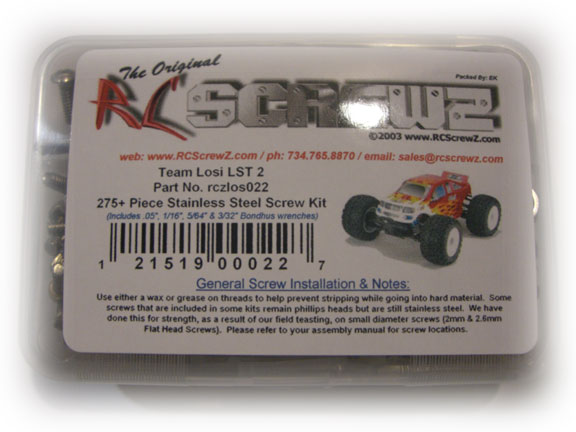 The Original
Packed By: BK
RC SCREWZ
©2003 www.RCScrewZ.com
web: www.RCScrewZ.com / ph: 734.765.8870 / email: sales@rcscrewz.com
Team Losi LST 2
Part No. rczlos022
275+ Piece Stainless Steel Screw Kit
(Includes .05", 1/16", 5/64" & 3/32" Bondhus wrenches)
1 21519 00022 7
General Screw Installation & Notes:
Use either a wax or grease on threads to help prevent stripping while going into hard material. Some
screws that are included in some kits remain phillips heads but are still stainless steel. We have
done this for strength, as a result of our field teasting, on small diameter screws (2mm & 2.6mm
Flat Head Screws). Please refer to your assembly manual for screw locations.